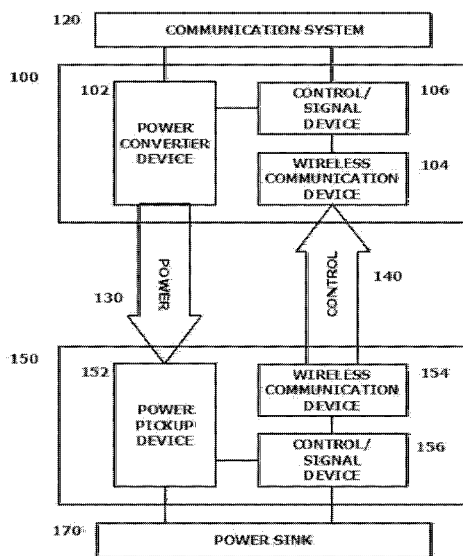 120
COMMUNICATION SYSTEM
100
102
106
POWER
CONVERTER
DEVICE
CONTROL/
SIGNAL
DEVICE
WIRELESS
COMMUNICATION
DEVICE
104
130
POWER
CONTROL
140
150
152
POWER
PICKUP
DEVICE
WIRELESS
COMMUNICATION
DEVICE
154
CONTROL/
SIGNAL
DEVICE
156
170
POWER SINK